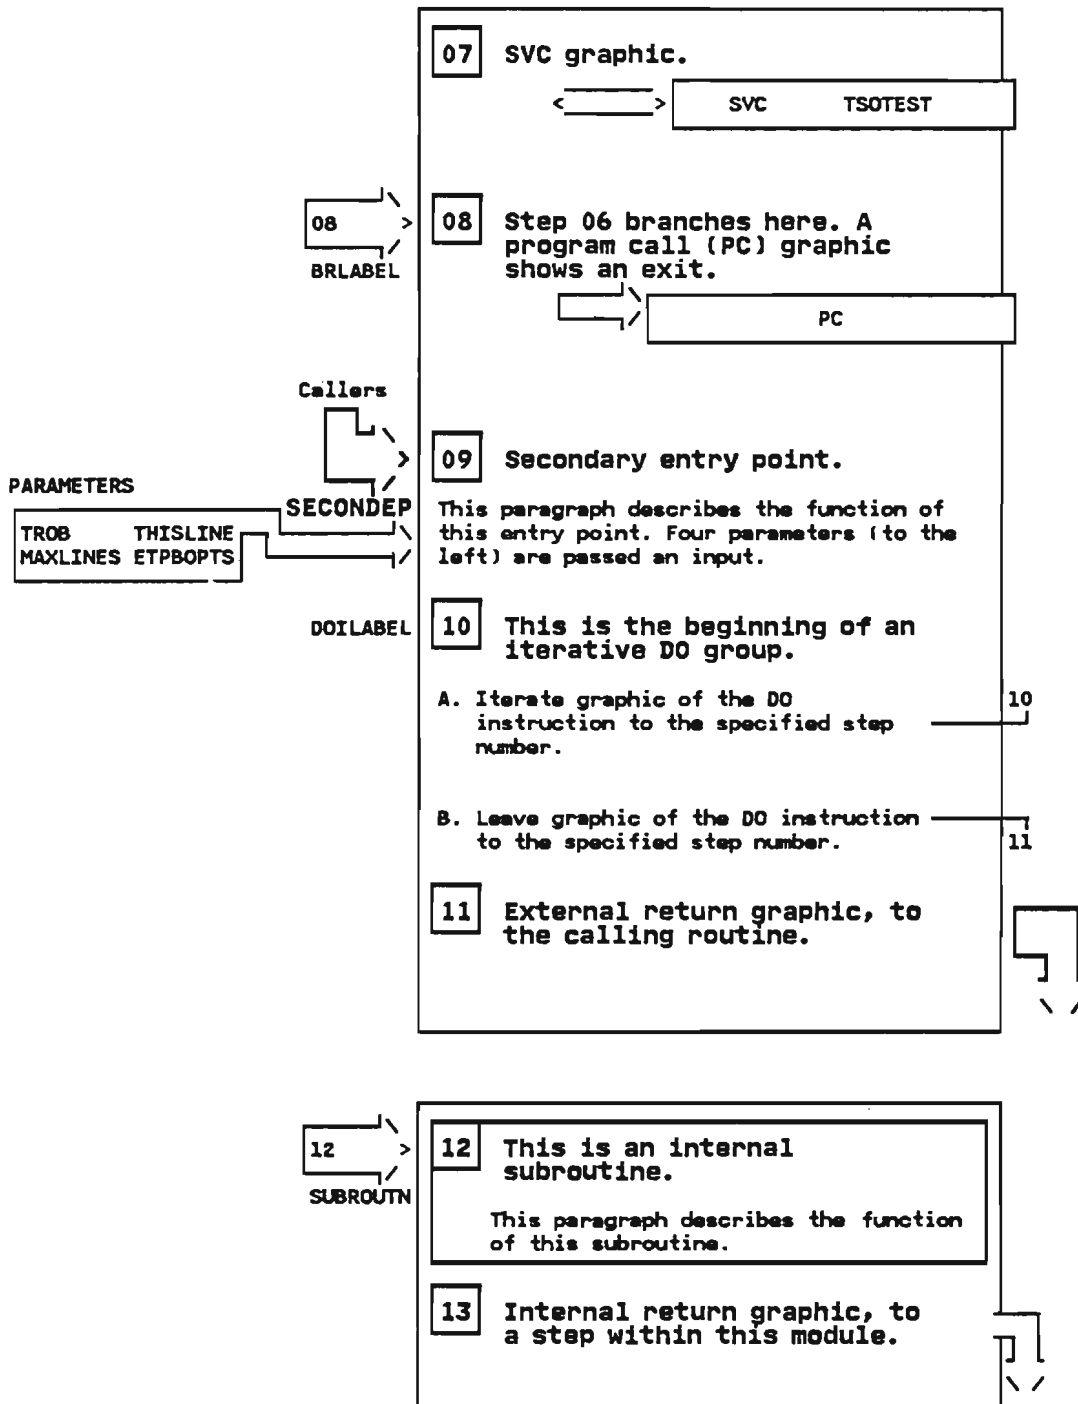 07 SVC graphic.
SVC TSOTEST
08
BRLABEL
08 Step 06 branches here. A
program call (PC) graphic
shows an exit.
PC
Callers
09 Secondary entry point.
PARAMETERS
SECONDEP
TROB THISLINE
MAXLINES ETPBOPTS
This paragraph describes the function of
this entry point. Four parameters (to the
left) are passed an input.
DOILABEL
10 This is the beginning of an
iterative DO group.
A. Iterate graphic of the DO 10
instruction to the specified step
number.
B. Leave graphic of the DO instruction
to the specified step number. 11
11 External return graphic, to
the calling routine.
12
SUBROUTN
12 This is an internal
subroutine.
This paragraph describes the function
of this subroutine.
13 Internal return graphic, to
a step within this module.